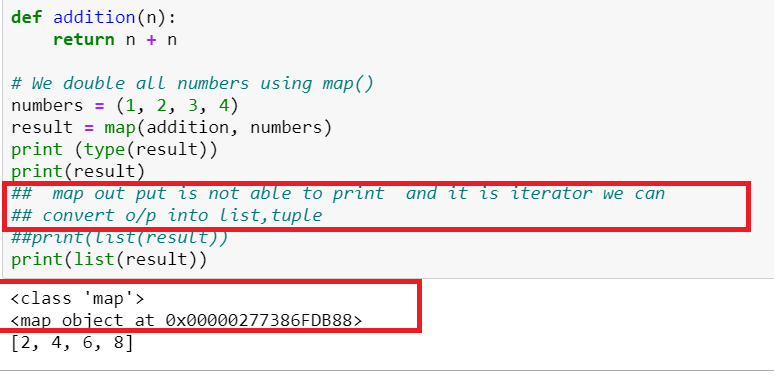 def addition(n):
    return n + n
# We double all numbers using map()
numbers = (1, 2, 3, 4)
result = map(addition, numbers)
print (type(result))
print(result)
##  map out put is not able to print  and it is iterator we can
## convert o/p into list,tuple
##print(list(result))
print(list(result))
<class 'map'>
<map object at 0x00000277386FDB88>
[2, 4, 6, 8]